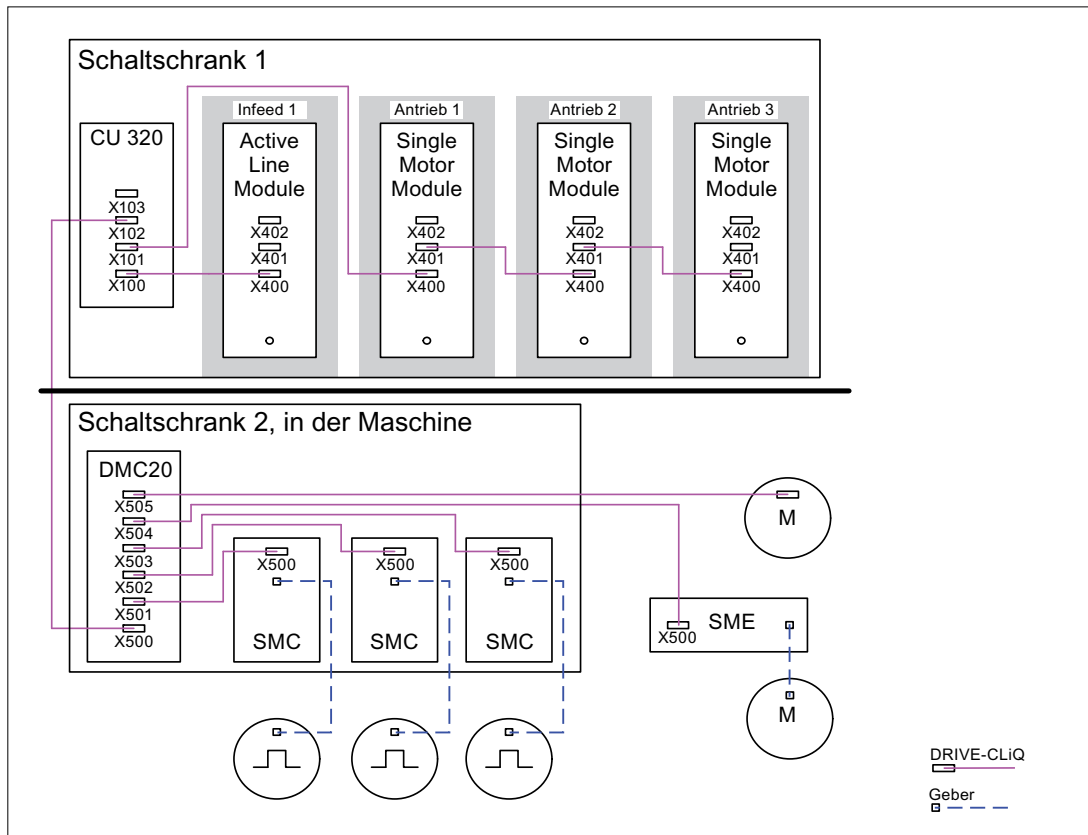 Schaltschrank 1
Infeed 1
Antrieb 1
Antrieb 2
Antrieb 3
CU 320
X103
X102
X101
X100
Active
Line
Module
X402
X401
X400
Single
Motor
Module
X402
X401
X400
Single
Motor
Module
X402
X401
X400
Single
Motor
Module
X402
X401
X400
Schaltschrank 2, in der Maschine
DMC20
X505
X504
X503
X502
X501
X500
X500
SMC
X500
SMC
X500
SMC
M
X500
SME
M
DRIVE-CLiQ
Geber